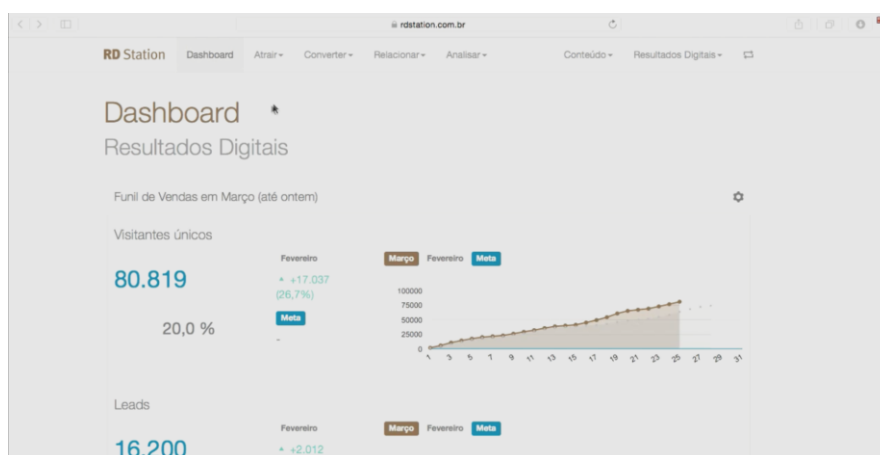 rdstation.com.br
RD Station Dashboard Atrair Converter Relacionar Analisar Conteúdo Resultados Digitais
Dashboard
Resultados Digitais
Funil de Vendas em Março (até ontem)
Visitantes únicos
Fevereiro
80.819
+17.037
(26,7%)
20,0 %
Meta
-
Março Fevereiro Meta
100000
75000
50000
25000
0
1 3 5 7 9 11 13 15 17 19 21 23 25 27 29 31
Leads
Fevereiro
16.200
+2.012
Março Fevereiro Meta